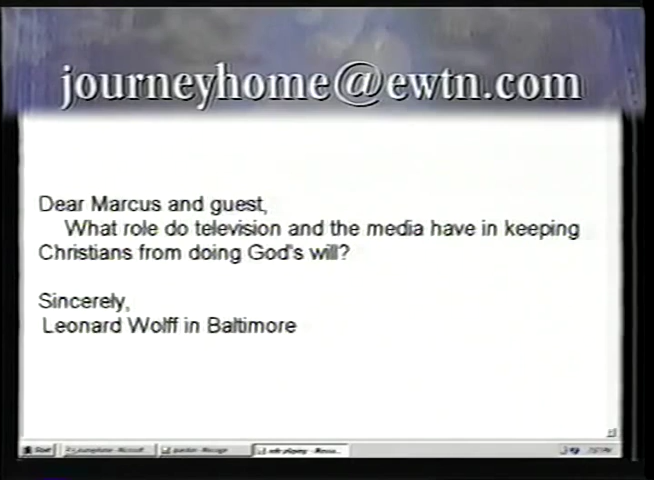 journeyhome@ewtn.com
Dear Marcus and guest,
What role do television and the media have in keeping
Christians from doing God's will?
Sincerely,
Leonard Wolff in Baltimore
Start